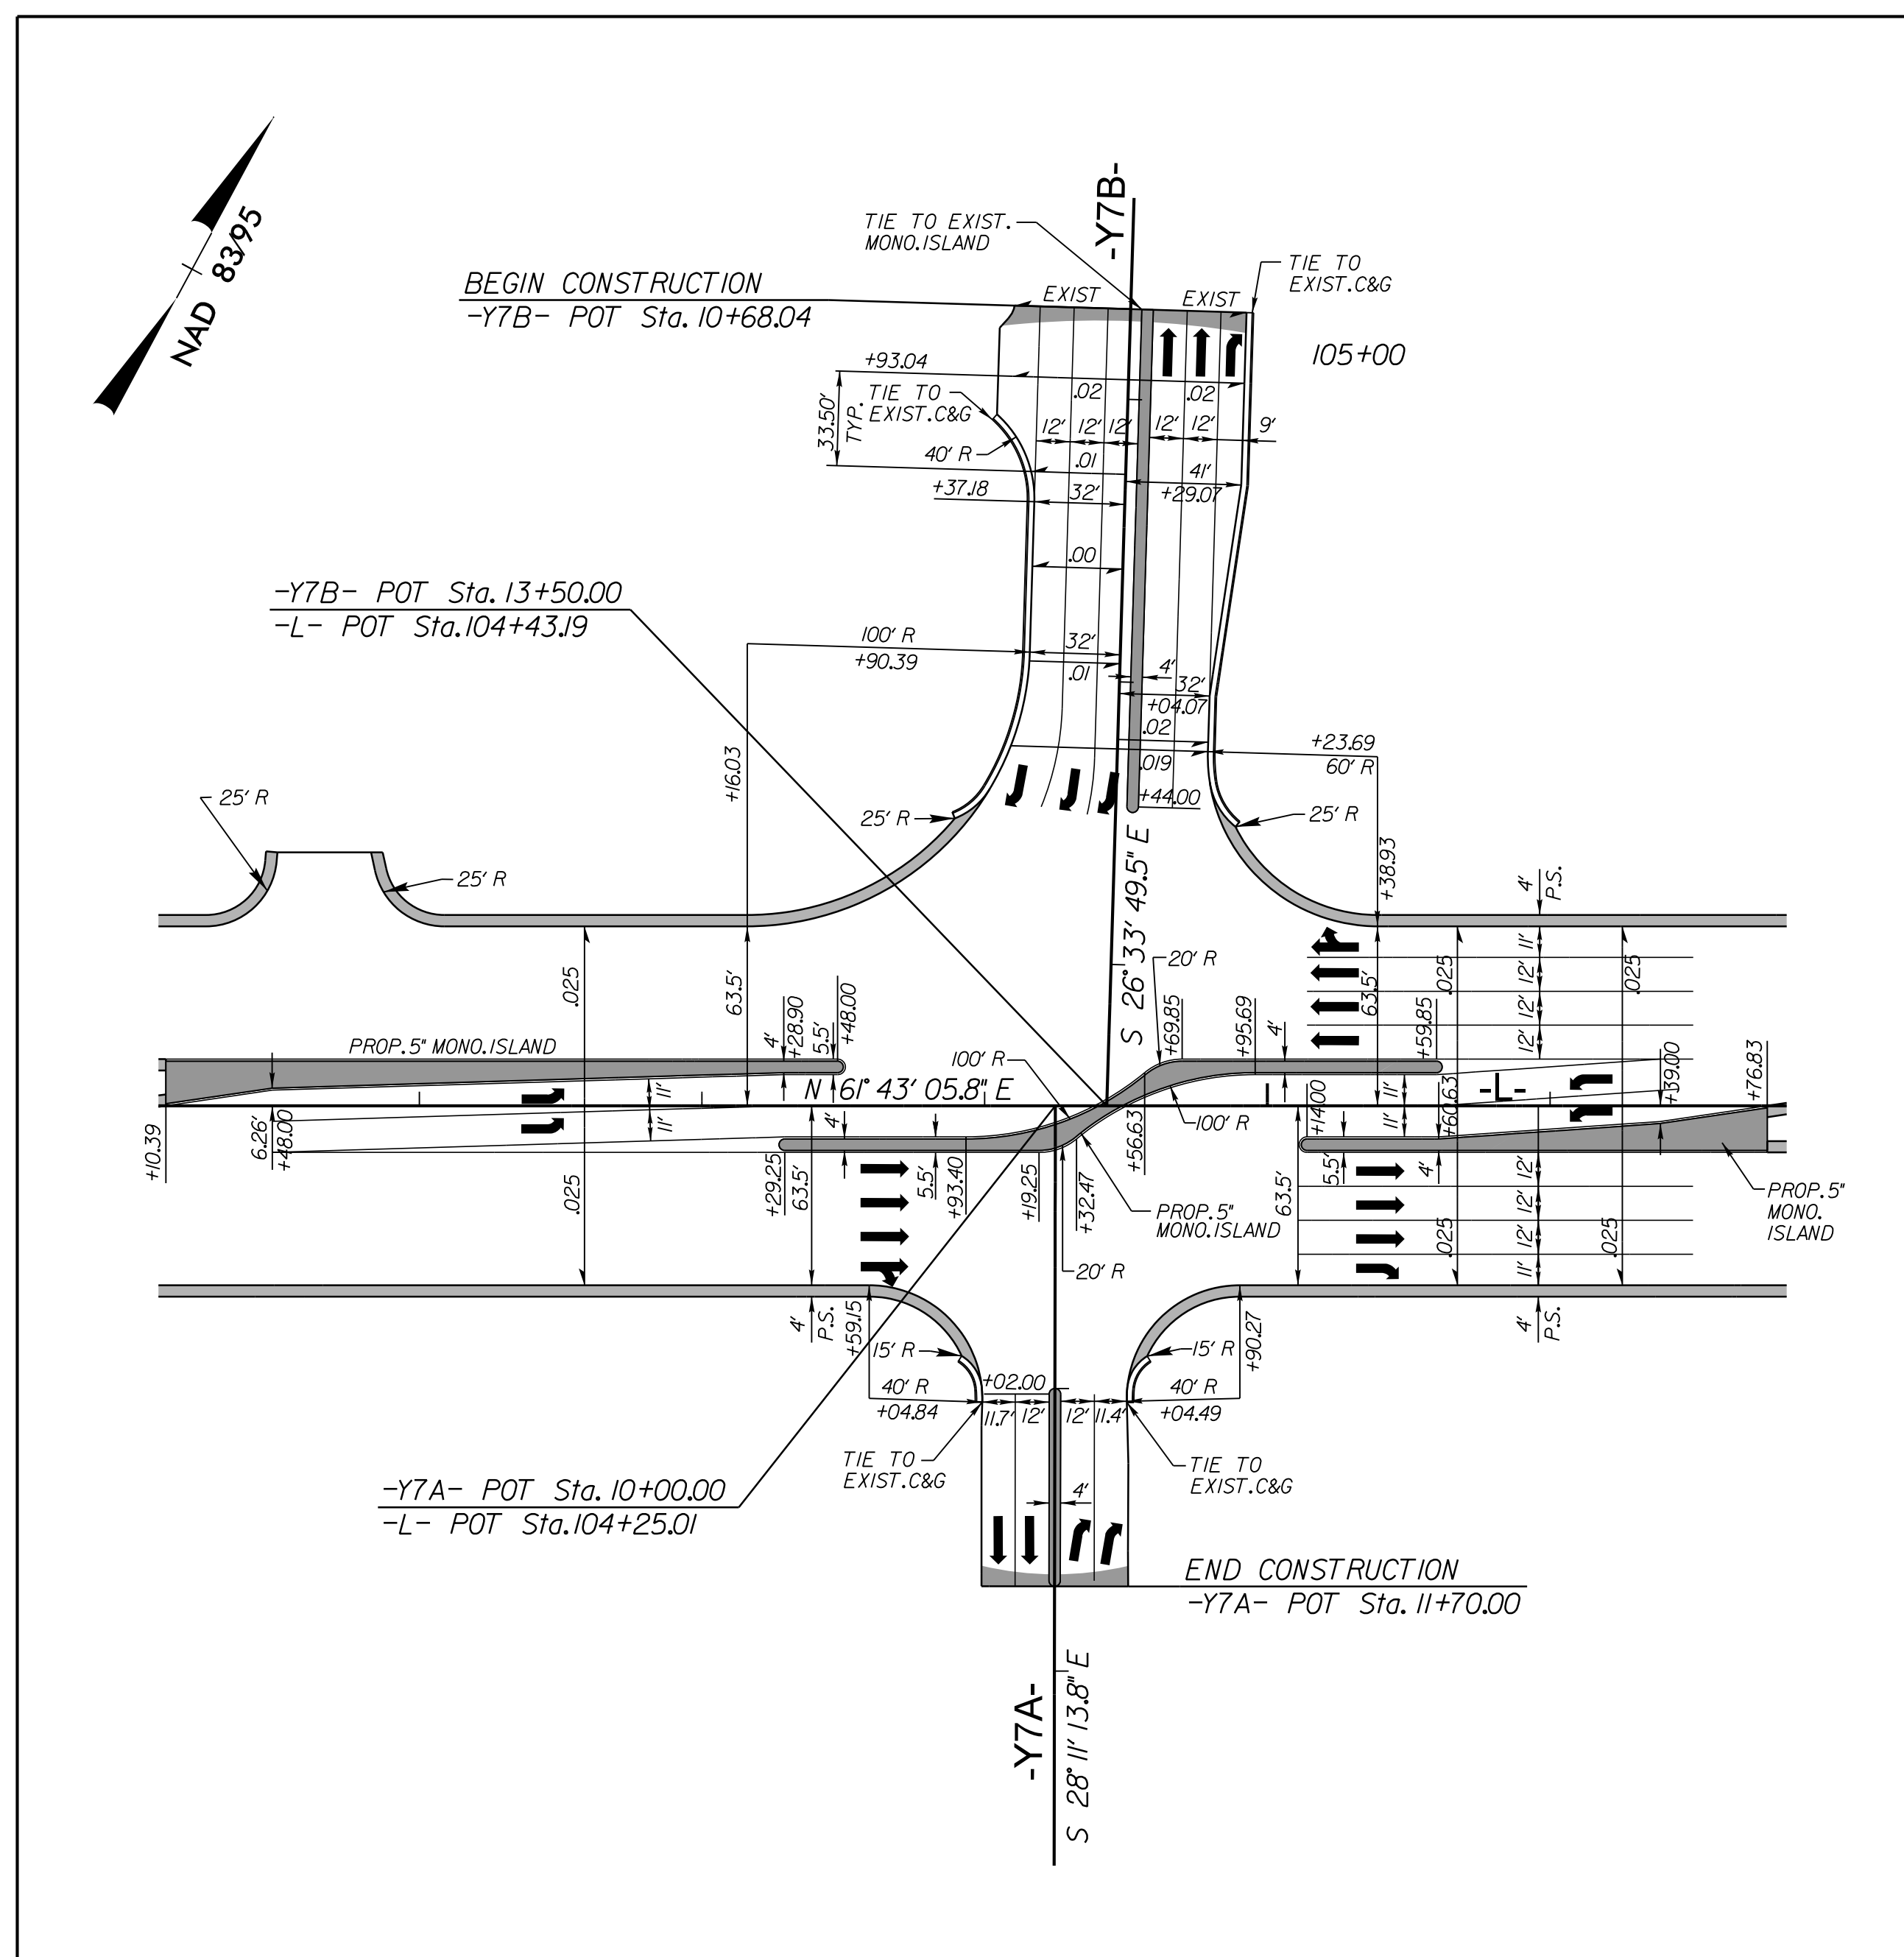 NAD 83/95
-Y7B-
TIE TO EXIST.
MONO. ISLAND
TIE TO
EXIST. C&G
BEGIN CONSTRUCTION
-Y7B- POT Sta. 10+68.04
EXIST
EXIST
105+00
+93.04
.02
.02
TIE TO
EXIST. C&G
33.50'
TYP.
12'
12'
12'
12'
12'
9'
40' R
.01
41'
+29.07
+37.18
32'
.00
-Y7B- POT Sta. 13+50.00
-L- POT Sta. 104+43.19
100' R
+90.39
32'
.01
4'
32'
+04.07
.02
.019
+44.00
+23.69
60' R
+16.03
25' R
25' R
25' R
25' R
+38.93
S 26° 33' 49.5" E
4'
P.S.
.025
63.5'
20' R
63.5'
.025
11'
12'
12'
12'
.025
PROP. 5" MONO. ISLAND
4'
+28.90
5.5'
+48.00
100' R
+69.85
+95.69
4'
+59.85
N 61° 43' 05.8" E
11'
11'
4'
+56.63
100' R
+14.00
11'
11'
+60.63
-L-
+39.00
+76.83
+10.39
6.26'
+48.00
.025
+29.25
63.5'
5.5'
+93.40
+19.25
+32.47
PROP. 5"
MONO. ISLAND
63.5'
5.5'
4'
12'
12'
12'
11'
.025
.025
PROP. 5"
MONO.
ISLAND
20' R
4'
P.S.
+59.15
+90.27
4'
P.S.
15' R
15' R
40' R
+04.84
+02.00
11.7'
12'
12'
11.4'
40' R
+04.49
TIE TO
EXIST. C&G
TIE TO
EXIST. C&G
4'
-Y7A- POT Sta. 10+00.00
-L- POT Sta. 104+25.01
END CONSTRUCTION
-Y7A- POT Sta. 11+70.00
-Y7A-
S 28° 11' 13.8" E